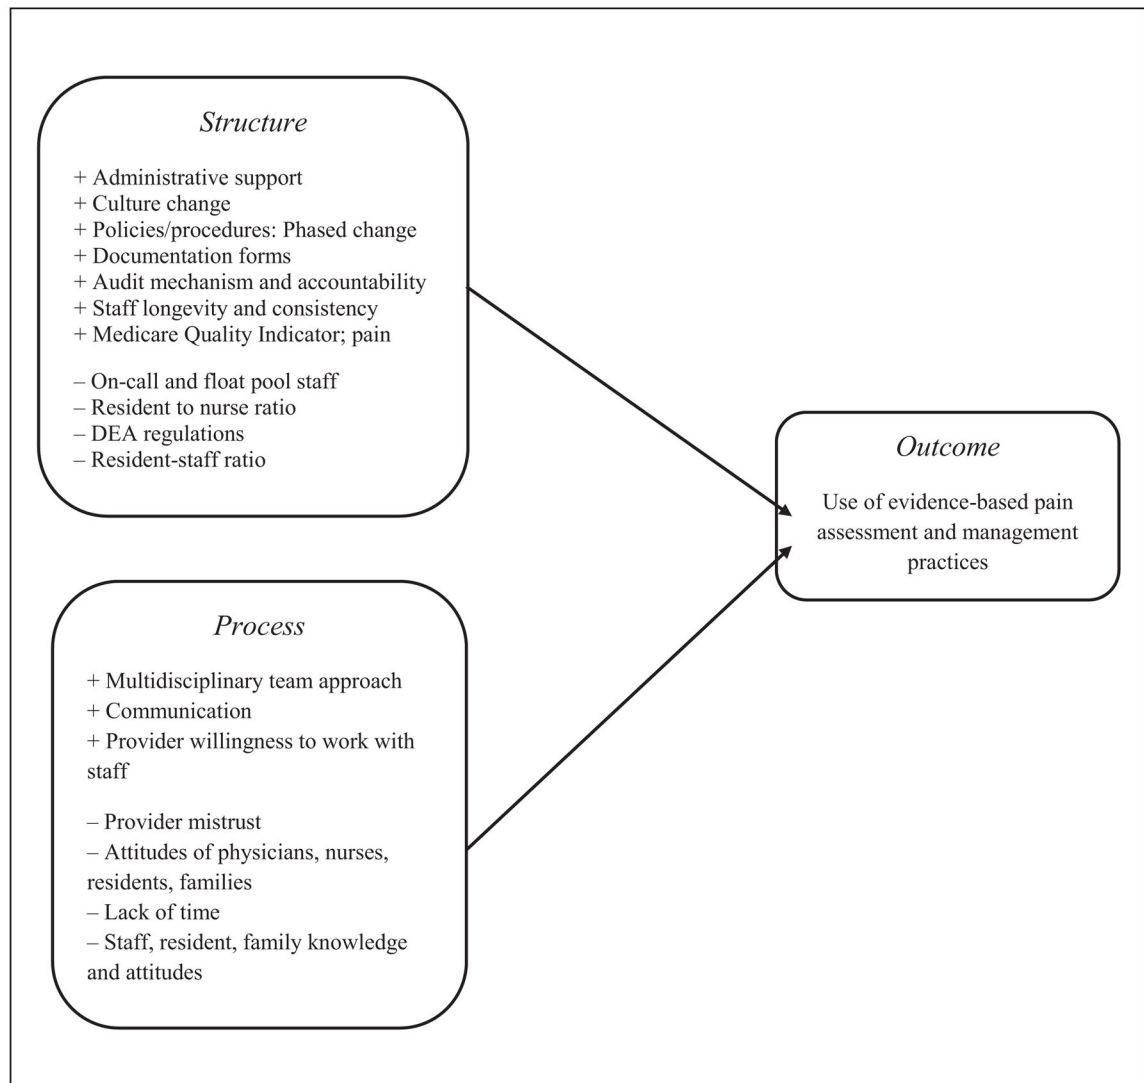 Structure
+ Administrative support
+ Culture change
+ Policies/procedures: Phased change
+ Documentation forms
+ Audit mechanism and accountability
+ Staff longevity and consistency
+ Medicare Quality Indicator; pain
– On-call and float pool staff
– Resident to nurse ratio
– DEA regulations
– Resident-staff ratio
Process
+ Multidisciplinary team approach
+ Communication
+ Provider willingness to work with
staff
– Provider mistrust
– Attitudes of physicians, nurses,
residents, families
– Lack of time
– Staff, resident, family knowledge
and attitudes
Outcome
Use of evidence-based pain
assessment and management
practices